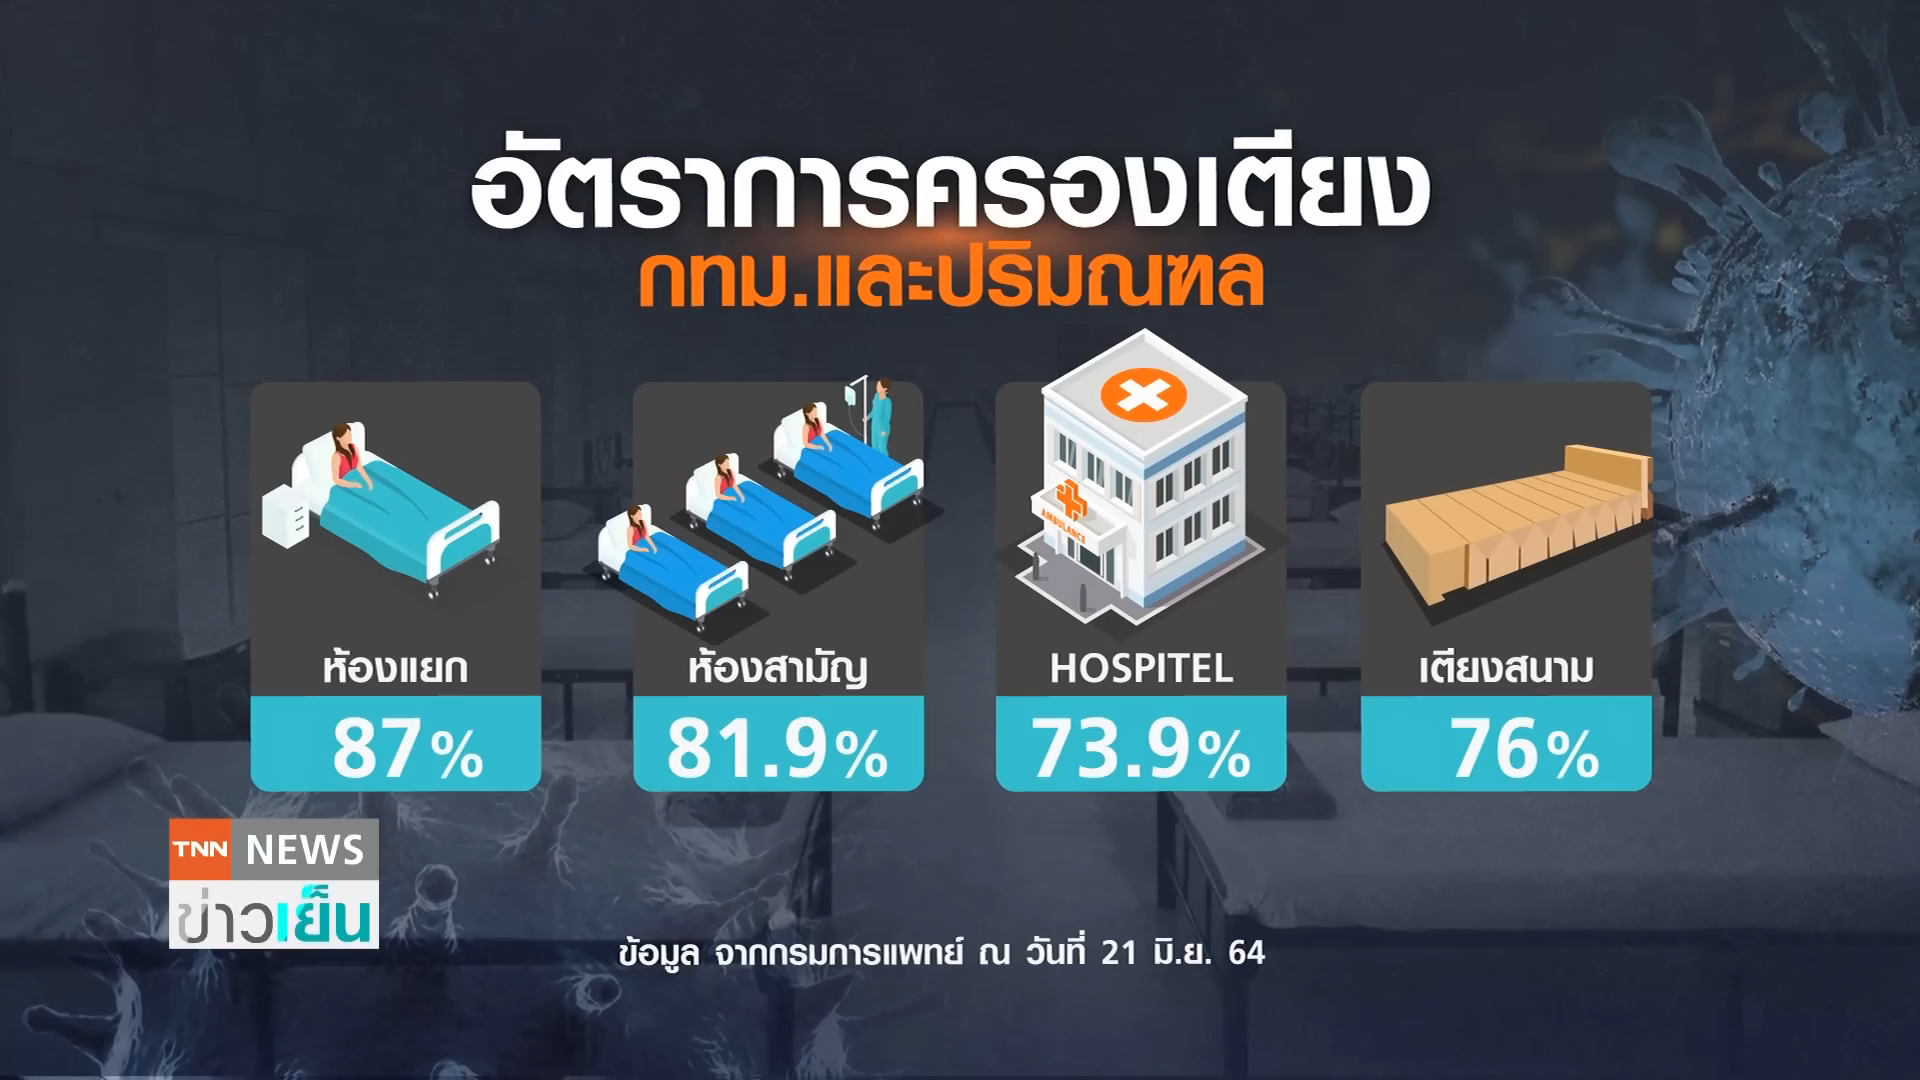 อัตราการครองเตียง
กทม.และปริมณฑล
AMBULANCE
ห้องแยก
87%
ห้องสามัญ
81.9%
HOSPITEL
73.9%
เตียงสนาม
76%
TNN NEWS
ข่าวเย็น
ข้อมูล จากกรมการแพทย์ ณ วันที่ 21 มิ.ย. 64